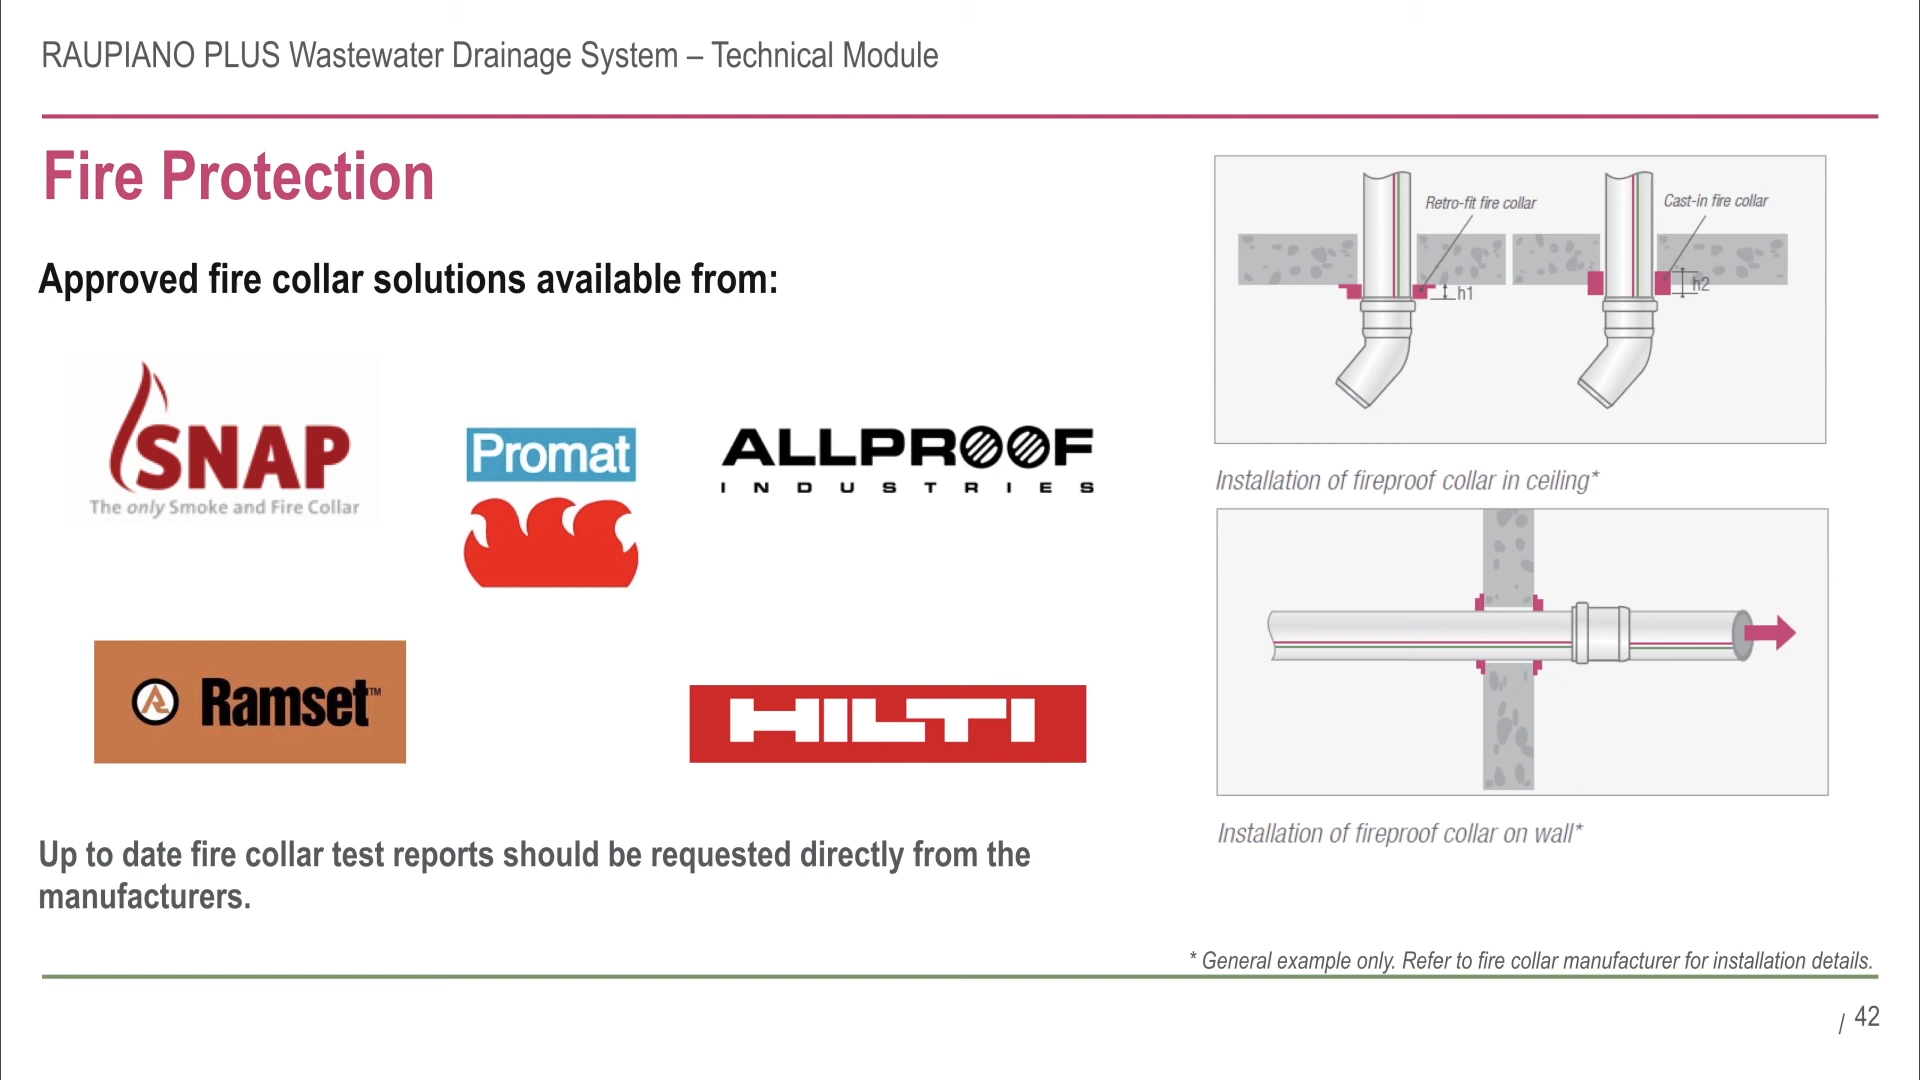 RAUPIANO PLUS Wastewater Drainage System – Technical Module
Fire Protection
Approved fire collar solutions available from:
SNAP
The only Smoke and Fire Collar
Promat
ALLPROOF
INDUSTRIES
Ramset™
HILTI
Up to date fire collar test reports should be requested directly from the
manufacturers.
Retro-fit fire collar
Cast-in fire collar
h1
h2
Installation of fireproof collar in ceiling*
Installation of fireproof collar on wall*
* General example only. Refer to fire collar manufacturer for installation details.
/ 42